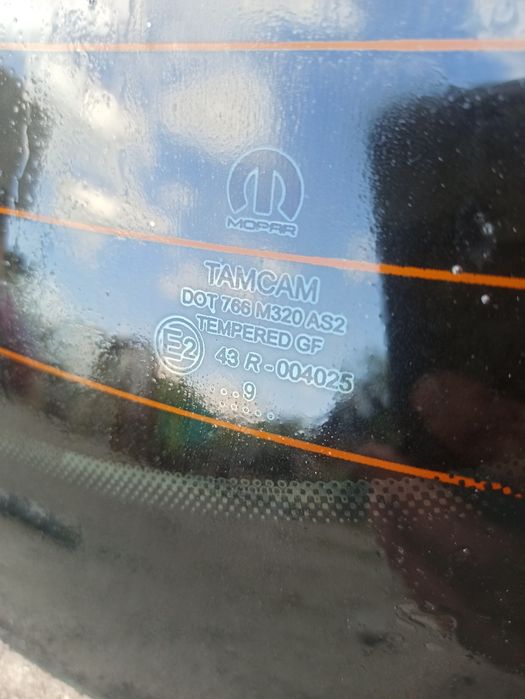 MOPAR
TAMCAM
DOT 766 M320 AS2
TEMPERED GF
E2 43 R - 004025
..9
.....